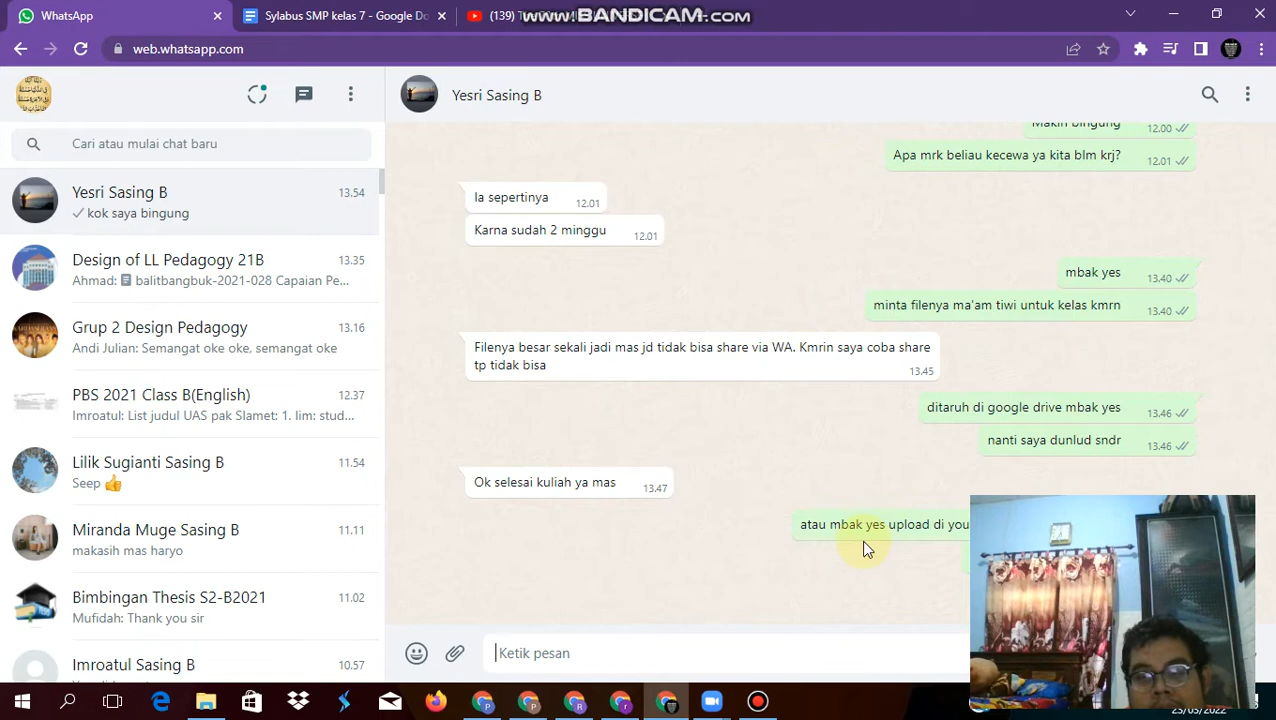 WhatsApp
Sylabus SMP kelas 7 - Google Do
(139)
WWW.BANDICAM.COM
web.whatsapp.com
Yesri Sasing B
Cari atau mulai chat baru
Yesri Sasing B 13.54
kok saya bingung
Design of LL Pedagogy 21B 13.35
Ahmad: balitbangbuk-2021-028 Capaian Pe...
Grup 2 Design Pedagogy 13.16
Andi Julian: Semangat oke oke, semangat oke
PBS 2021 Class B(English) 12.37
Imroatul: List judul UAS pak Slamet: 1. Iim: stud...
Lilik Sugianti Sasing B 11.54
Seep 👍
Miranda Muge Sasing B 11.11
makasih mas haryo
Bimbingan Thesis S2-B2021 11.02
Mufidah: Thank you sir
Imroatul Sasing B 10.57
Makin bingung 12.00
Apa mrk beliau kecewa ya kita blm krj? 12.01
Ia sepertinya 12.01
Karna sudah 2 minggu 12.01
mbak yes 13.40
minta filenya ma'am tiwi untuk kelas kmrn 13.40
Filenya besar sekali jadi mas jd tidak bisa share via WA. Kmrin saya coba share
tp tidak bisa 13.45
ditaruh di google drive mbak yes 13.46
nanti saya dunlud sndr 13.46
Ok selesai kuliah ya mas 13.47
atau mbak yes upload di you
Ketik pesan
23/05/2022